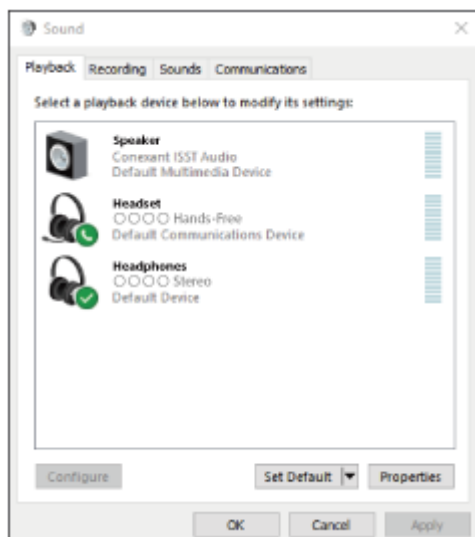 Sound
Playback Recording Sounds Communications
Select a playback device below to modify its settings:
Speaker
Conexant ISST Audio
Default Multimedia Device
Headset
○○○○ Hands-Free
Default Communications Device
Headphones
○○○○ Stereo
Default Device
Configure Set Default Properties
OK Cancel Apply